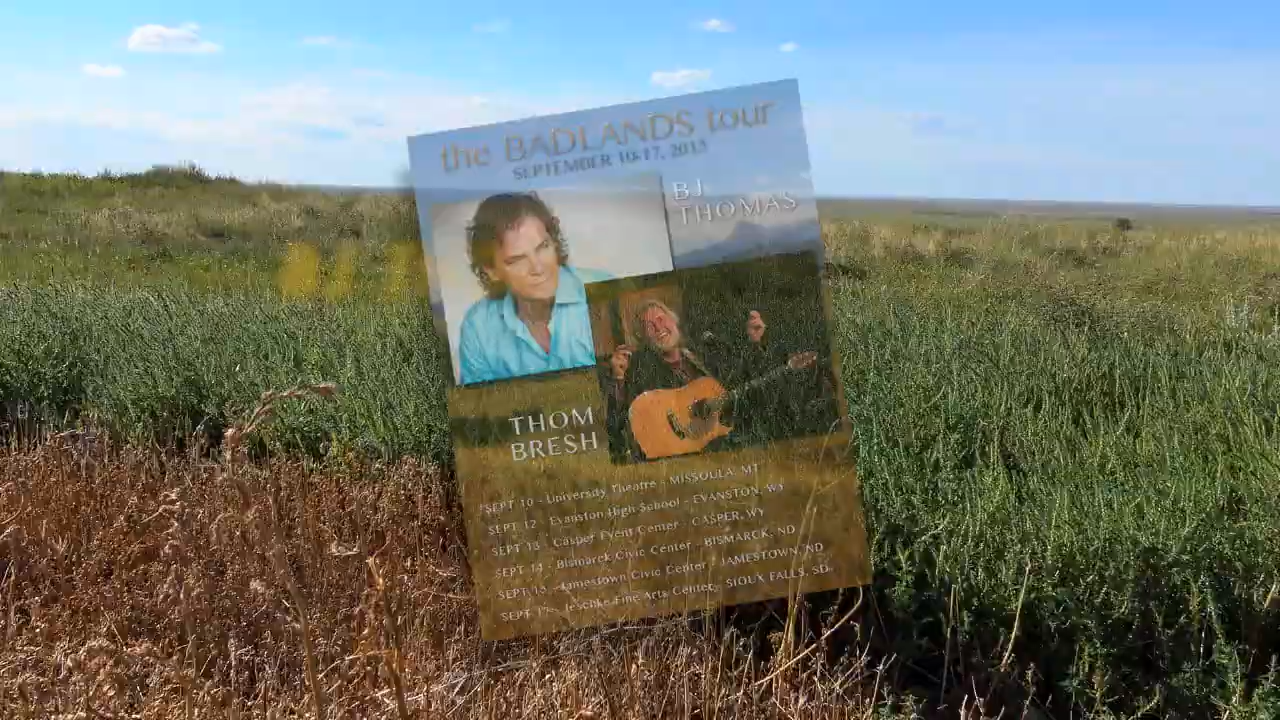 the BADLANDS tour
SEPTEMBER 10-17, 2013
BJ
THOMAS
THOM
BRESH
SEPT 10 - University Theatre - MISSOULA, MT
SEPT 12 - Evanston High School - EVANSTON, WY
SEPT 13 - Casper Event Center - CASPER, WY
SEPT 14 - Bismarck Civic Center - BISMARCK, ND
SEPT 15 - Jamestown Civic Center - JAMESTOWN, ND
SEPT - Jeschke Fine Arts Center - SIOUX FALLS, SD